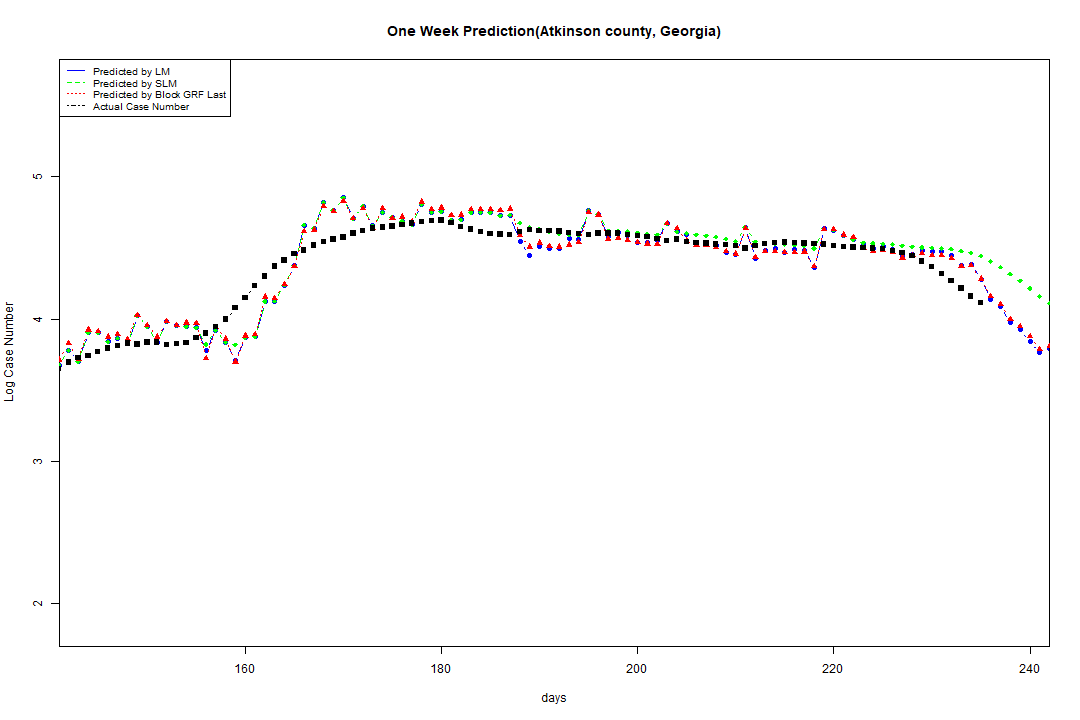 One Week Prediction(Atkinson county, Georgia)
Predicted by LM
Predicted by SLM
Predicted by Block GRF Last
Actual Case Number
5
4
3
2
Log Case Number
160 180 200 220 240
days